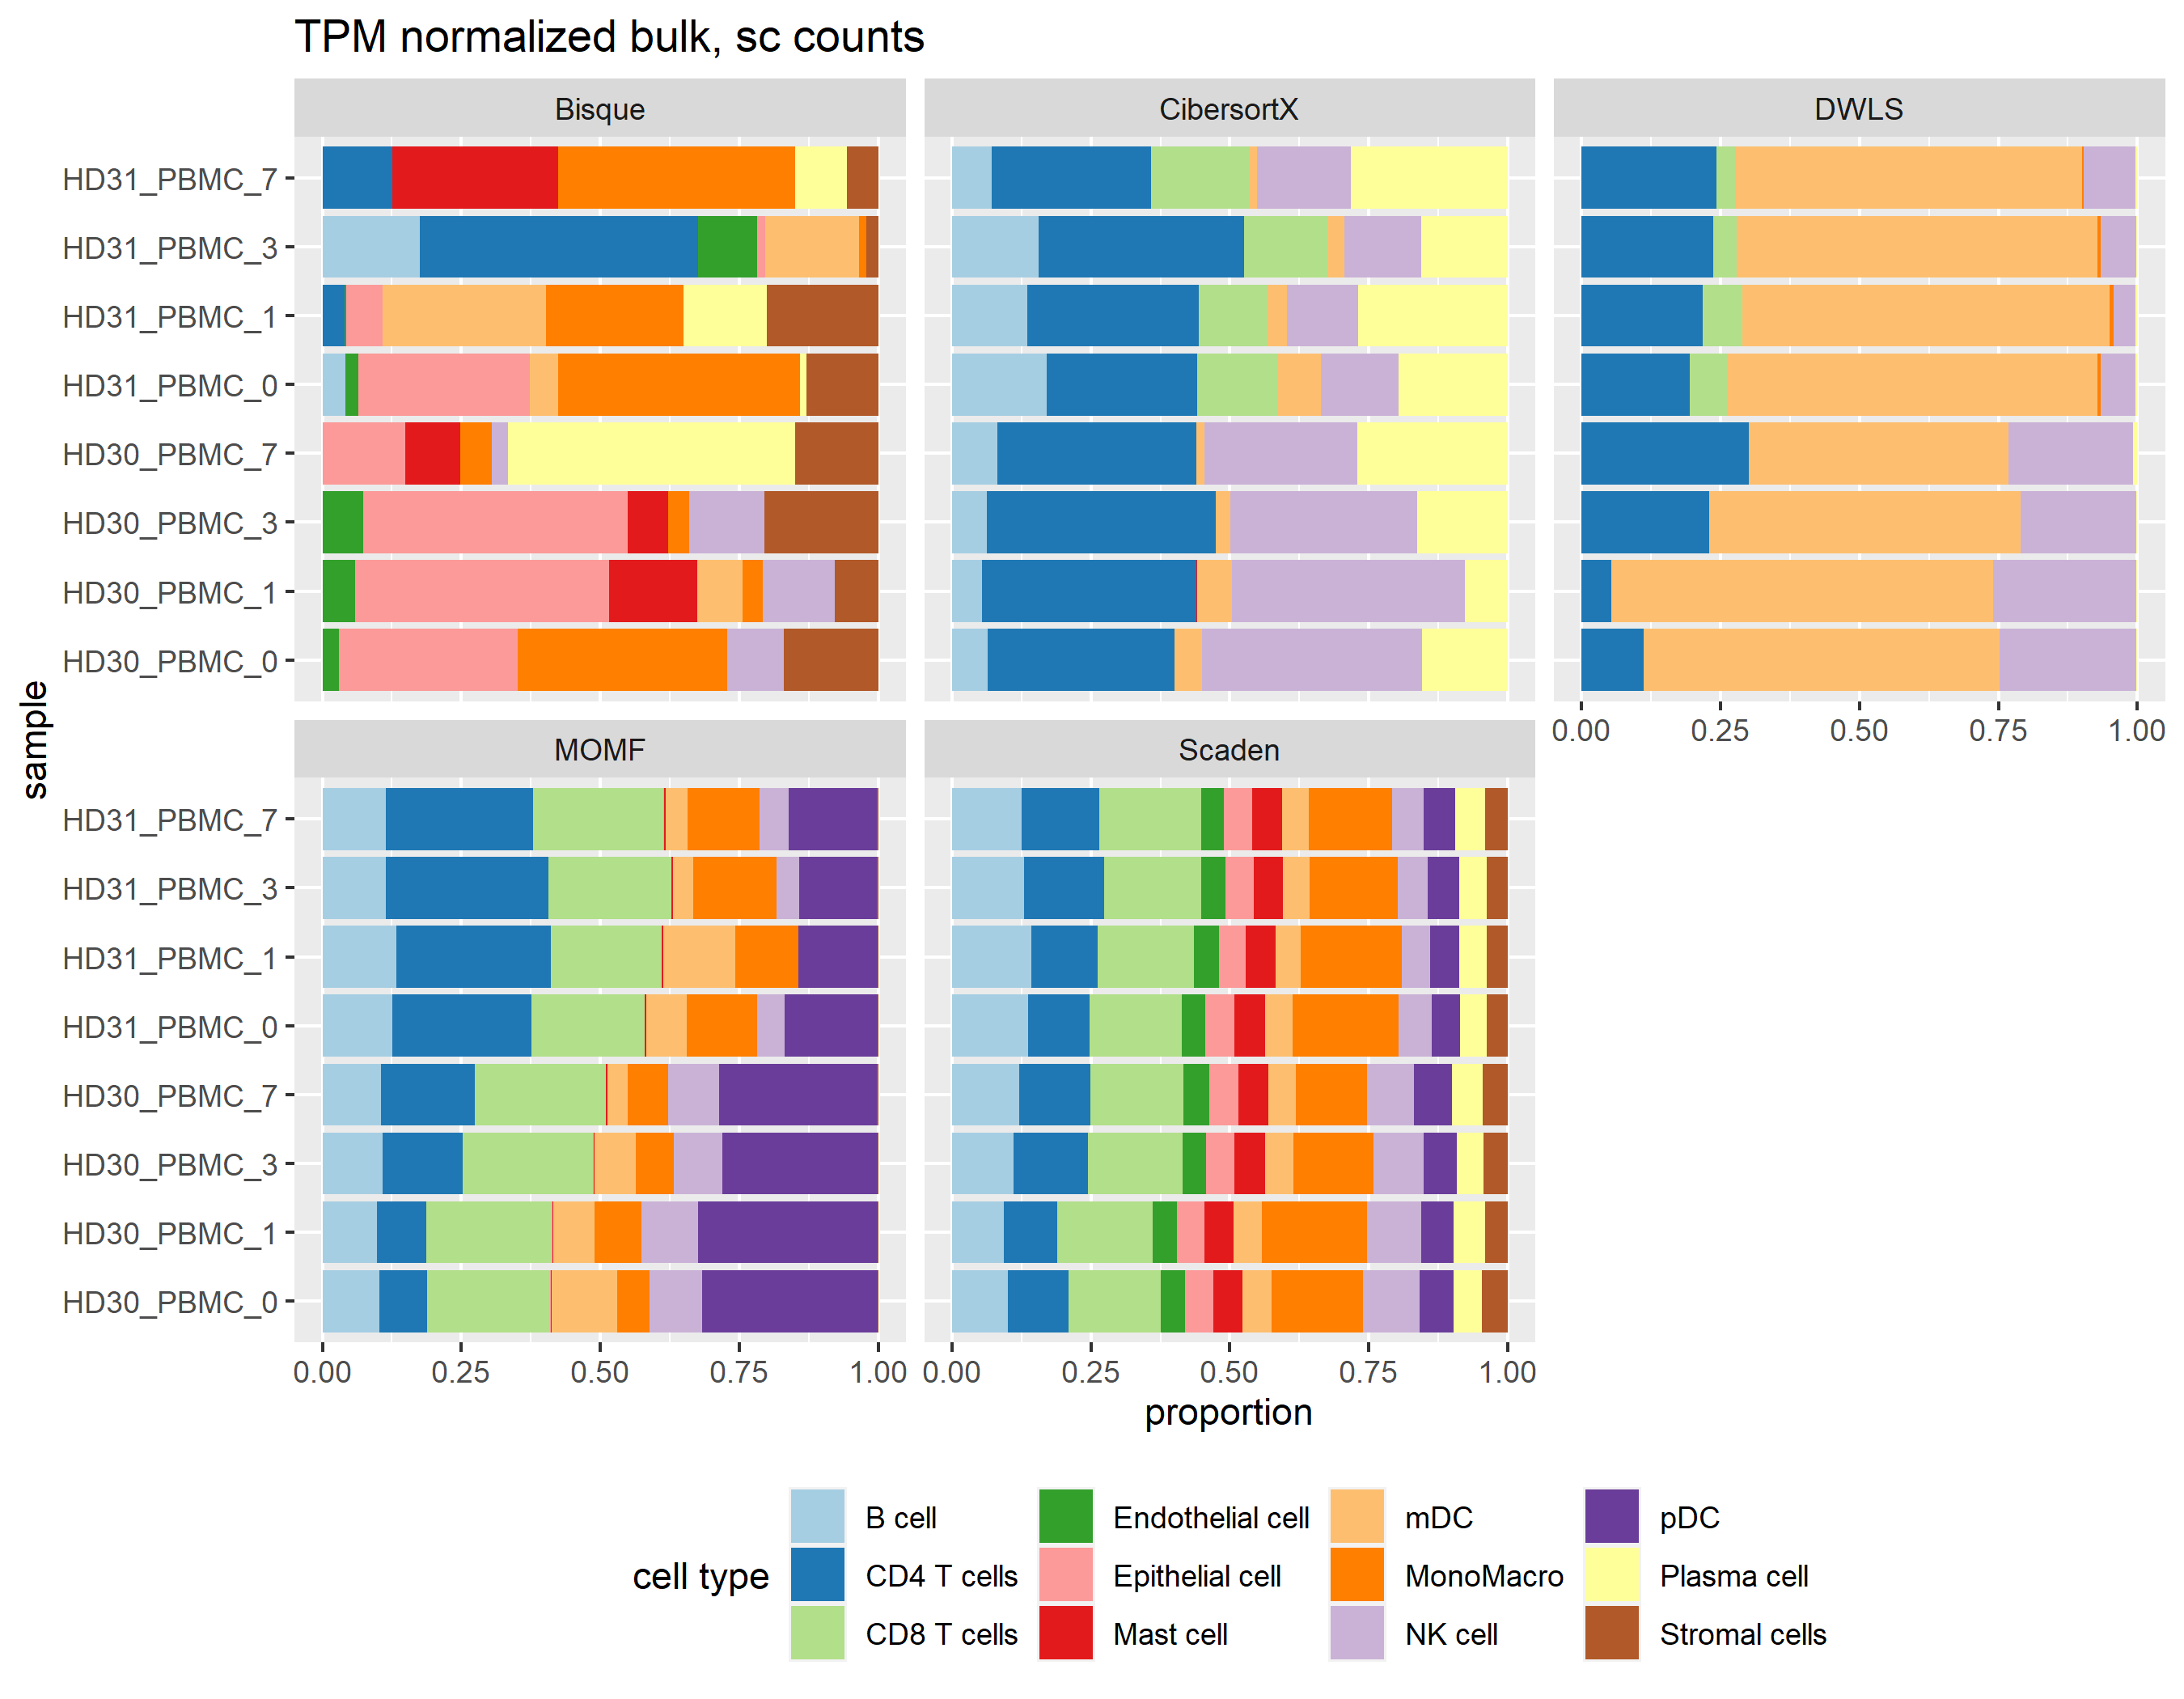 TPM normalized bulk, sc counts
Bisque
CibersortX
DWLS
HD31_PBMC_7
HD31_PBMC_3
HD31_PBMC_1
HD31_PBMC_0
HD30_PBMC_7
HD30_PBMC_3
HD30_PBMC_1
HD30_PBMC_0
0.00 0.25 0.50 0.75 1.00
sample
MOMF
Scaden
HD31_PBMC_7
HD31_PBMC_3
HD31_PBMC_1
HD31_PBMC_0
HD30_PBMC_7
HD30_PBMC_3
HD30_PBMC_1
HD30_PBMC_0
0.00 0.25 0.50 0.75 1.00
0.00 0.25 0.50 0.75 1.00
proportion
cell type
B cell
CD4 T cells
CD8 T cells
Endothelial cell
Epithelial cell
Mast cell
mDC
MonoMacro
NK cell
pDC
Plasma cell
Stromal cells